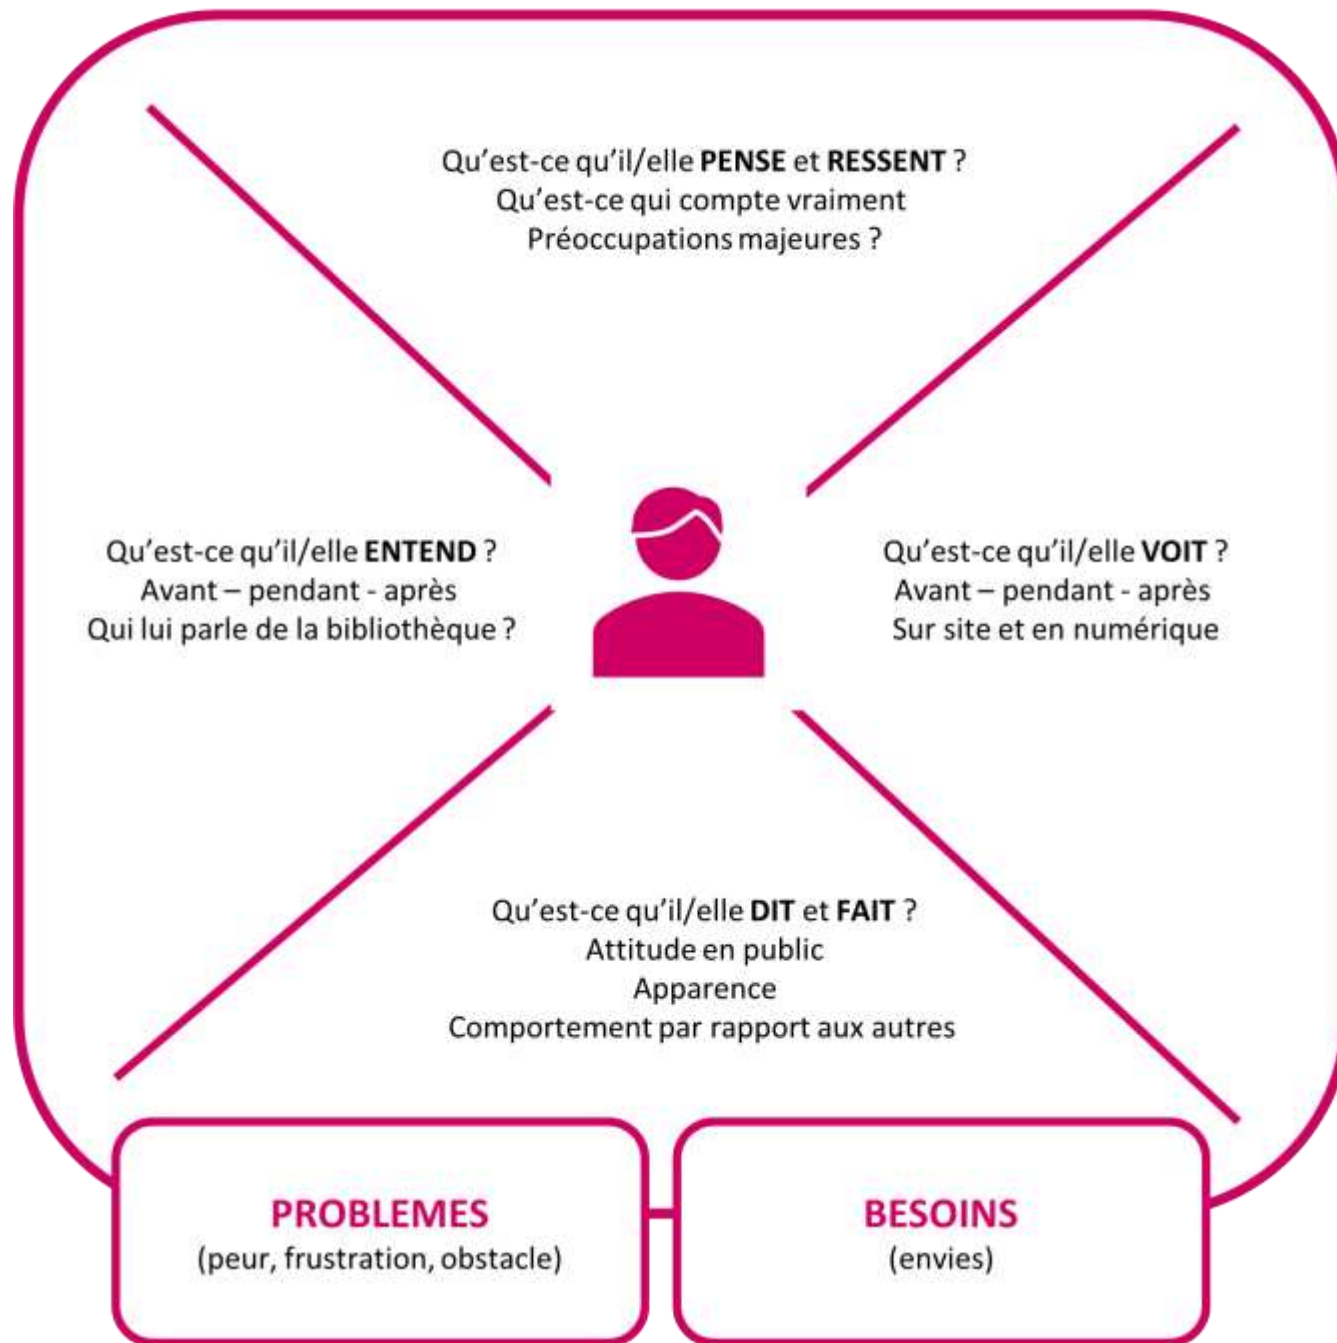 Qu’est-ce qu’il/elle PENSE et RESSENT ?
Qu’est-ce qui compte vraiment
Préoccupations majeures ?
Qu’est-ce qu’il/elle ENTEND ?
Avant – pendant - après
Qui lui parle de la bibliothèque ?
Qu’est-ce qu’il/elle VOIT ?
Avant – pendant - après
Sur site et en numérique
Qu’est-ce qu’il/elle DIT et FAIT ?
Attitude en public
Apparence
Comportement par rapport aux autres
PROBLEMES
(peur, frustration, obstacle)
BESOINS
(envies)